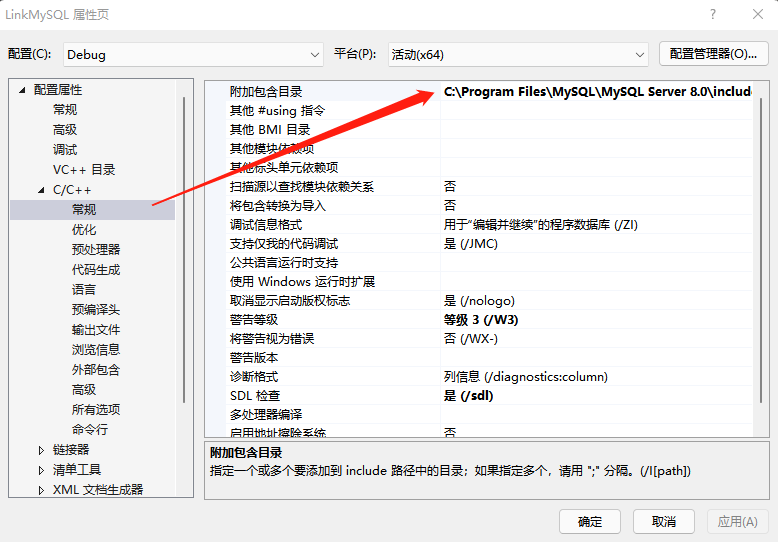 LinkMySQL 属性页
配置(C): Debug 平台(P): 活动(x64) 配置管理器(O)...
配置属性
常规
高级
调试
VC++ 目录
C/C++
常规
优化
预处理器
代码生成
语言
预编译头
输出文件
浏览信息
外部包含
高级
所有选项
命令行
链接器
清单工具
XML 文档生成器
附加包含目录 C:\Program Files\MySQL\MySQL Server 8.0\include
其他 #using 指令
其他 BMI 目录
其他模块依赖项
其他标头单元依赖项
扫描源以查找模块依赖关系 否
将包含转换为导入 否
调试信息格式 用于“编辑并继续”的程序数据库 (/ZI)
支持仅我的代码调试 是 (/JMC)
公共语言运行时支持
使用 Windows 运行时扩展
取消显示启动版权标志 是 (/nologo)
警告等级 等级 3 (/W3)
将警告视为错误 否 (/WX-)
警告版本
诊断格式 列信息 (/diagnostics:column)
SDL 检查 是 (/sdl)
多处理器编译
启用地址擦除系统 否
附加包含目录
指定一个或多个要添加到 include 路径中的目录；如果指定多个，请用 ";" 分隔。(/I[path])
确定 取消 应用(A)